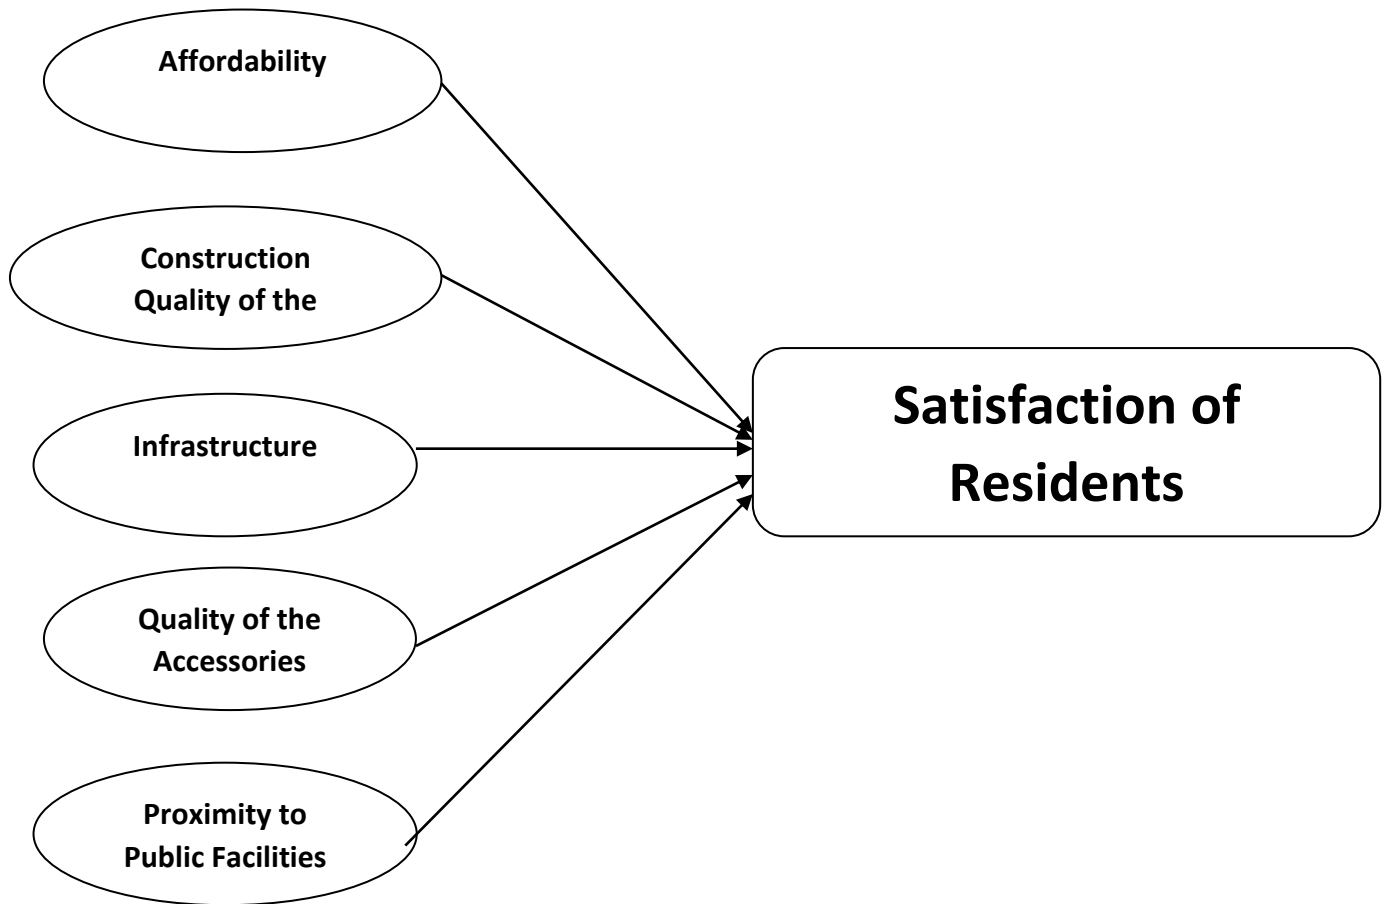 Affordability
Construction
Quality of the
Infrastructure
Quality of the
Accessories
Proximity to
Public Facilities
Satisfaction of
Residents